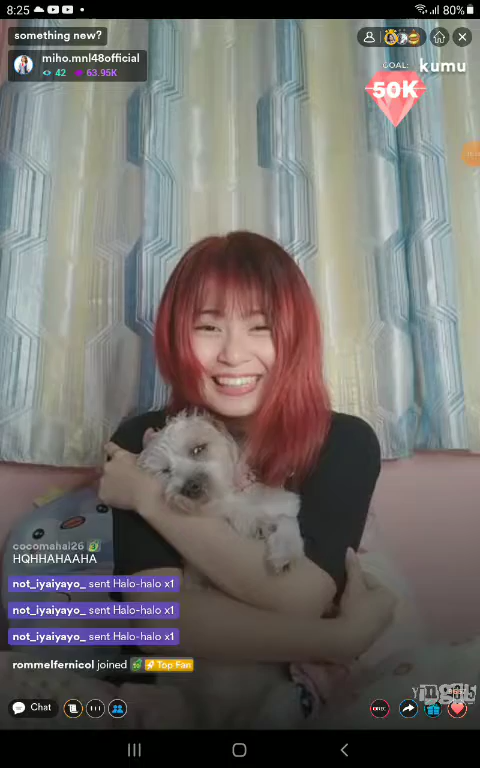 8:25
80%
something new?
miho.mnl48official
42 63.95K
GOAL: kumu
50K
cocomahal26 3
HQHHAHAAHA
not_iyaiyayo_ sent Halo-halo x1
not_iyaiyayo_ sent Halo-halo x1
not_iyaiyayo_ sent Halo-halo x1
rommelfernicol joined Top Fan
Chat